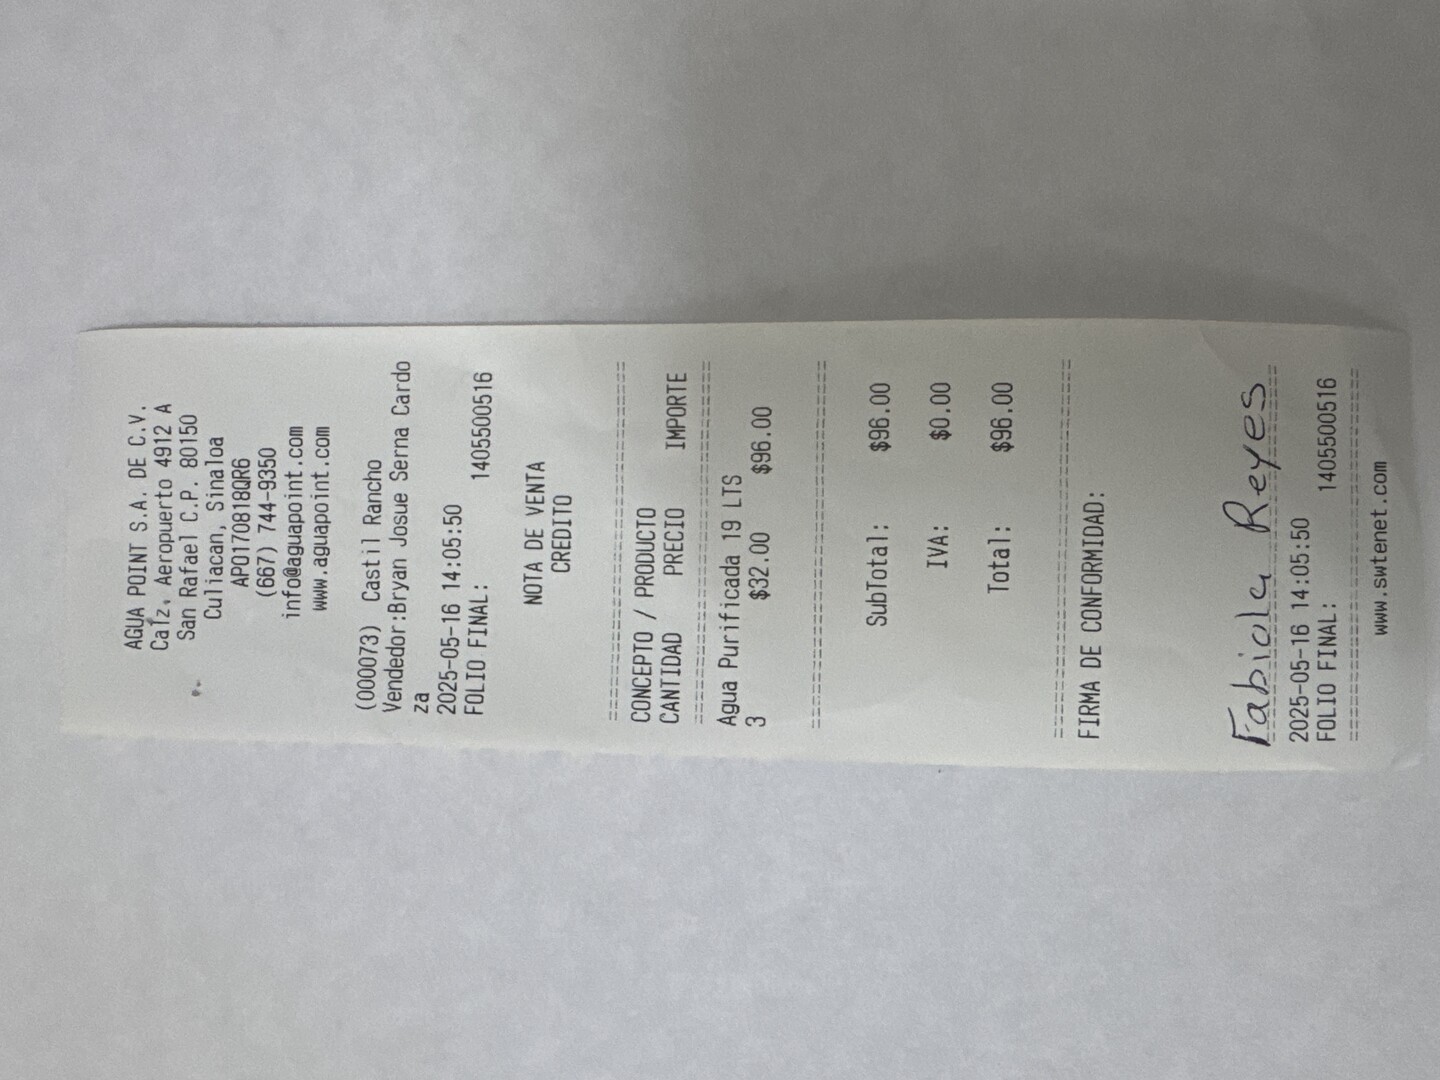 AGUA POINT S.A. DE C.V.
Calz. Aeropuerto 4912 A
San Rafael C.P. 80150
Culiacan, Sinaloa
APO170818QR6
(667) 744-9350
info@aguapoint.com
www.aguapoint.com
(000073) Castil Rancho
Vendedor:Bryan Josue Serna Cardo
za
2025-05-16 14:05:50
FOLIO FINAL: 1405500516
NOTA DE VENTA
CREDITO
================================
CONCEPTO / PRODUCTO
CANTIDAD PRECIO IMPORTE
================================
Agua Purificada 19 LTS
3 $32.00 $96.00
================================
SubTotal: $96.00
IVA: $0.00
Total: $96.00
================================
FIRMA DE CONFORMIDAD:
Fabiola Reyes
================================
2025-05-16 14:05:50
FOLIO FINAL: 1405500516
================================
www.swtenet.com